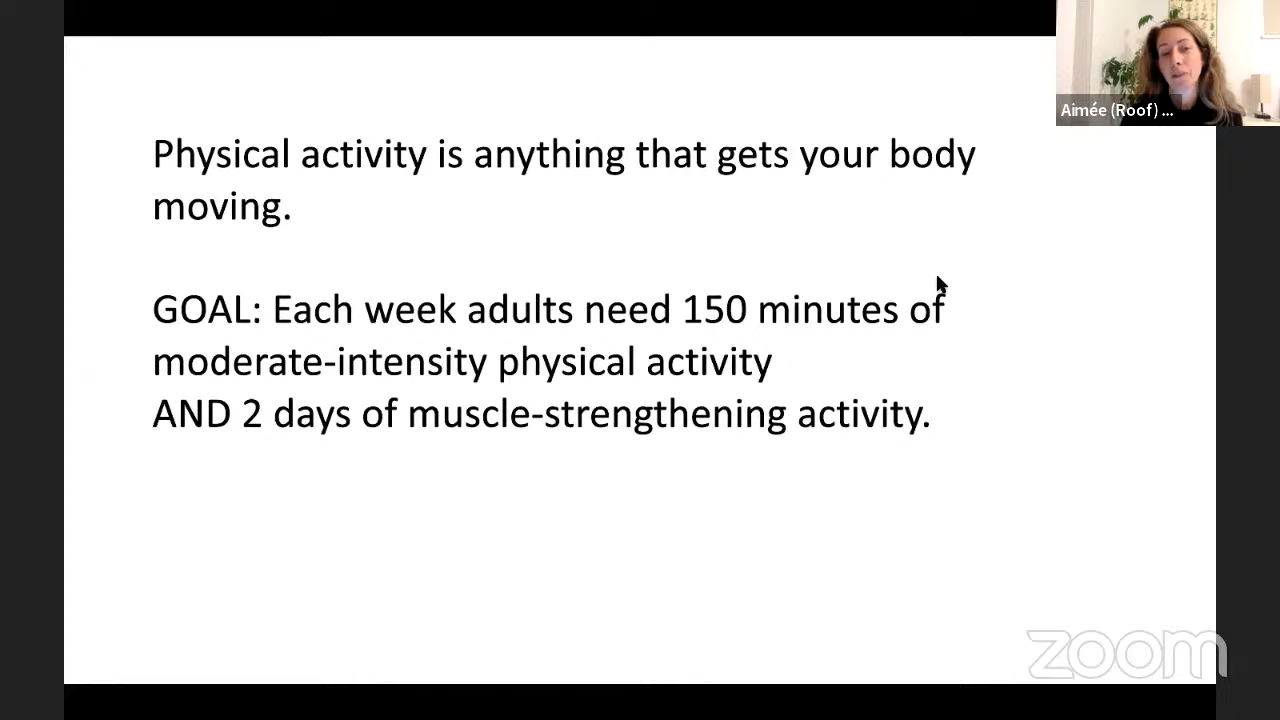 Aimée (Roof) ...
Physical activity is anything that gets your body
moving.
GOAL: Each week adults need 150 minutes of
moderate-intensity physical activity
AND 2 days of muscle-strengthening activity.
zoom